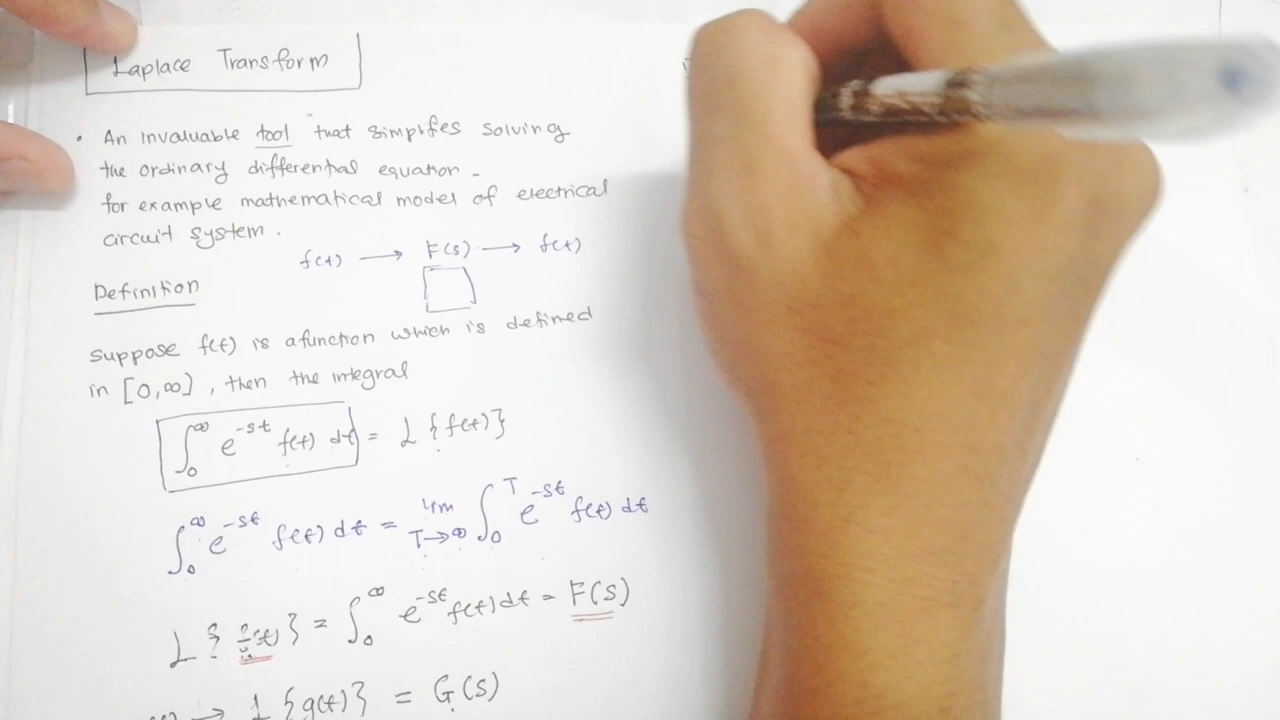 Laplace Transform
• An invaluable tool that simplifies solving
the ordinary differential equation -
for example mathematical model of electrical
circuit system.
f(t) → F(s) → f(t)
Definition
Suppose f(t) is a function which is defined
in [0,∞], then the integral
∫₀^∞ e^-st f(t) dt = L {f(t)}
∫₀^∞ e^-st f(t) dt = lim T→∞ ∫₀^T e^-st f(t) dt
L { (t)} = ∫₀^∞ e^-st f(t) dt = F(s)
→ L {g(t)} = G(s)